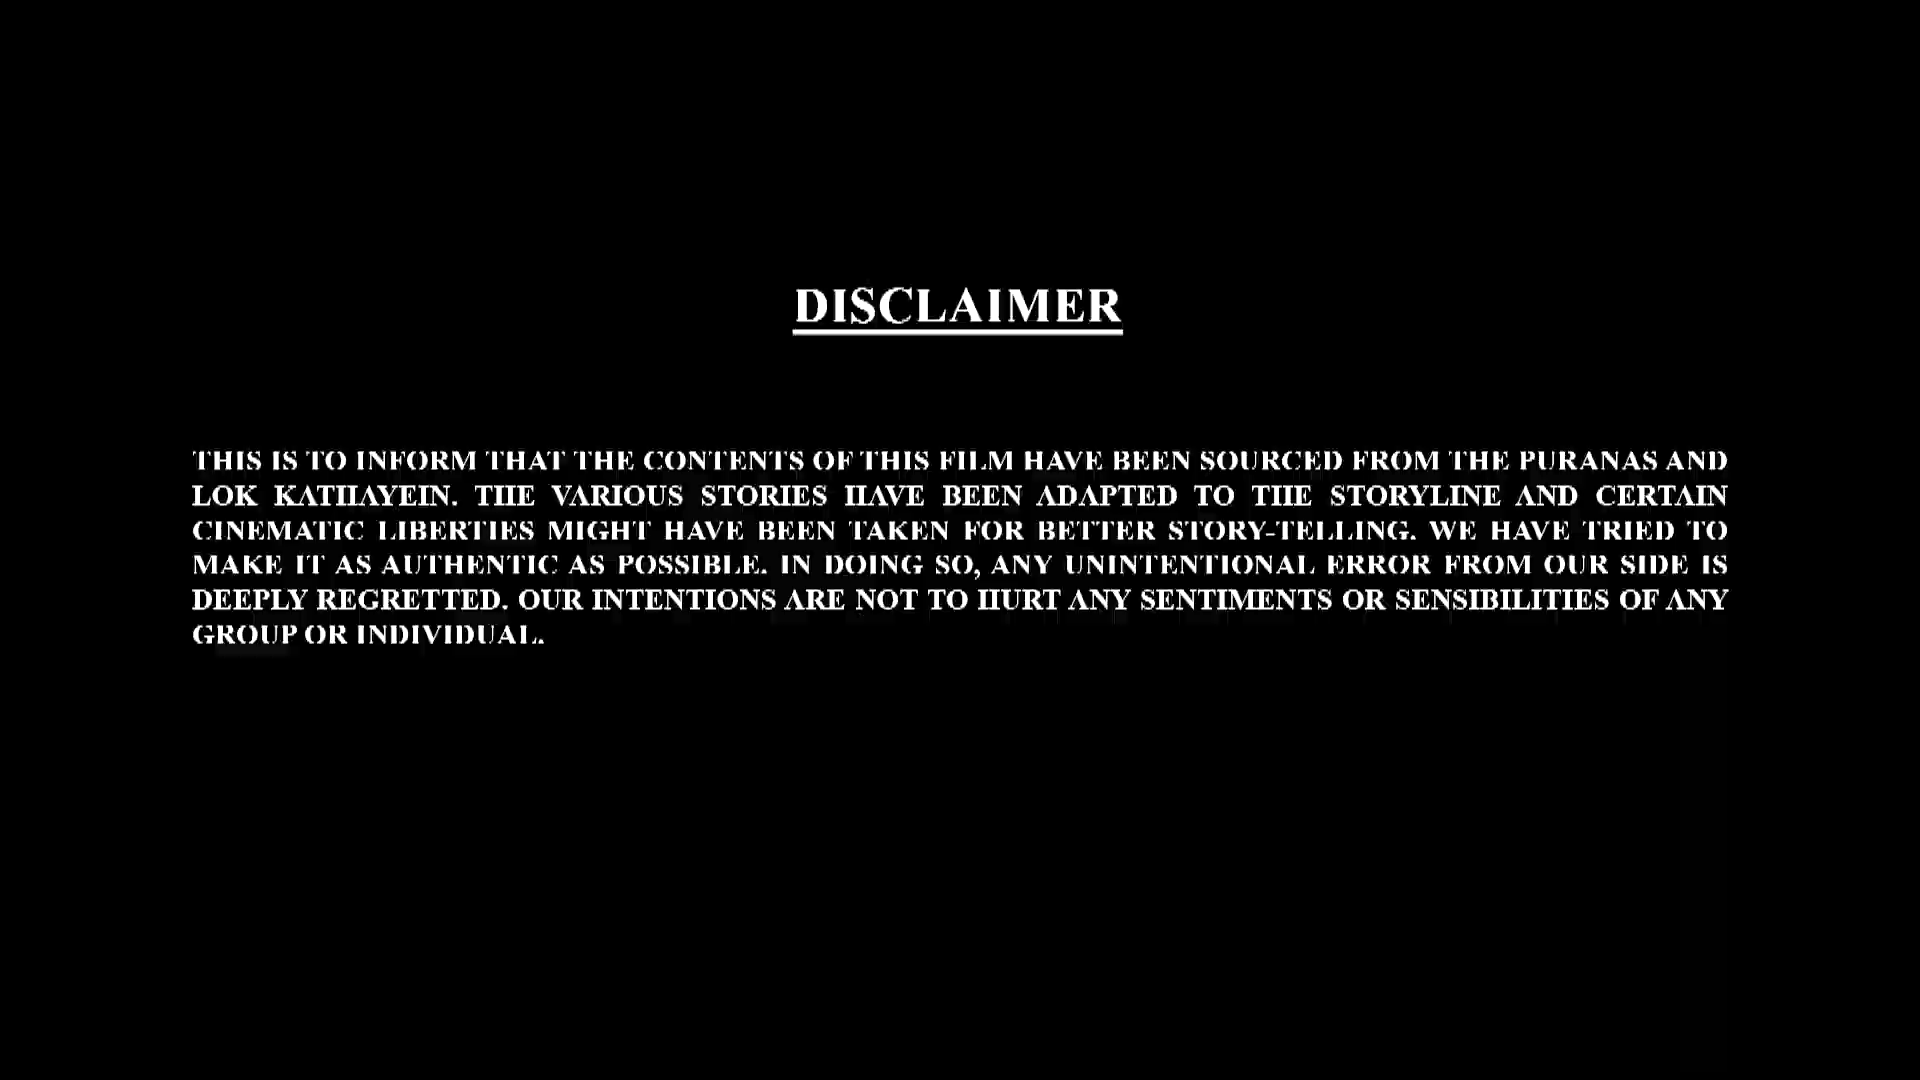 DISCLAIMER
THIS IS TO INFORM THAT THE CONTENTS OF THIS FILM HAVE BEEN SOURCED FROM THE PURANAS AND
LOK KATHAYEIN. THE VARIOUS STORIES HAVE BEEN ADAPTED TO THE STORYLINE AND CERTAIN
CINEMATIC LIBERTIES MIGHT HAVE BEEN TAKEN FOR BETTER STORY-TELLING. WE HAVE TRIED TO
MAKE IT AS AUTHENTIC AS POSSIBLE. IN DOING SO, ANY UNINTENTIONAL ERROR FROM OUR SIDE IS
DEEPLY REGRETTED. OUR INTENTIONS ARE NOT TO HURT ANY SENTIMENTS OR SENSIBILITIES OF ANY
GROUP OR INDIVIDUAL.